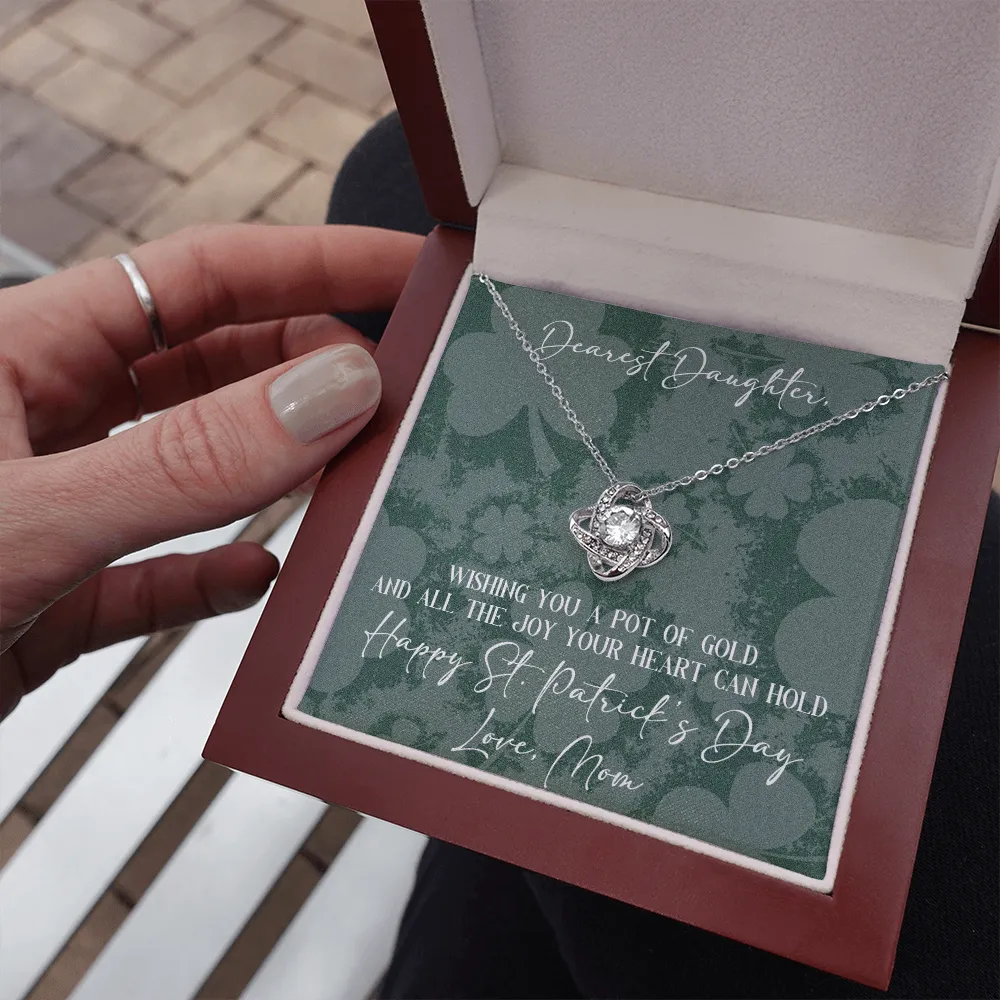 Dearest Daughter,
WISHING YOU A POT OF GOLD
AND ALL THE JOY YOUR HEART CAN HOLD.
Happy St. Patrick's Day
Love, Mom